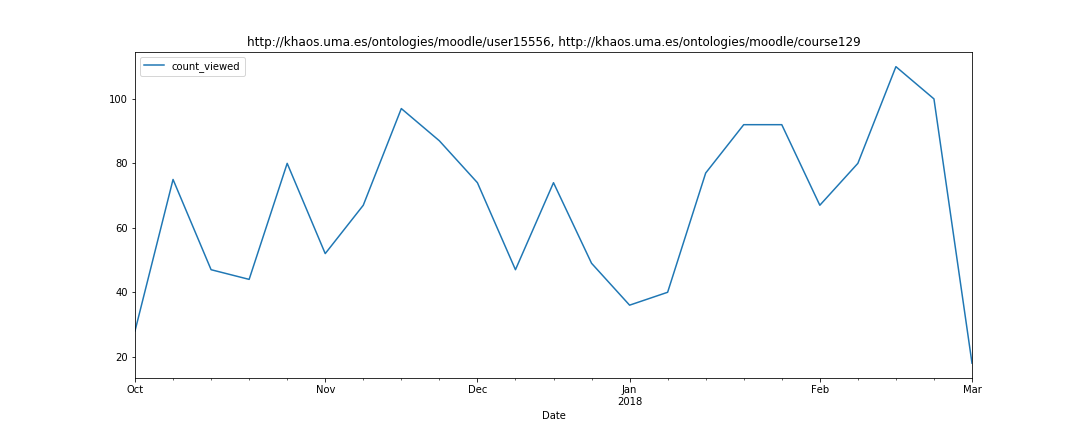 http://khaos.uma.es/ontologies/moodle/user15556, http://khaos.uma.es/ontologies/moodle/course129
count_viewed
100
80
60
40
20
Oct
Nov
Dec
Jan
2018
Feb
Mar
Date